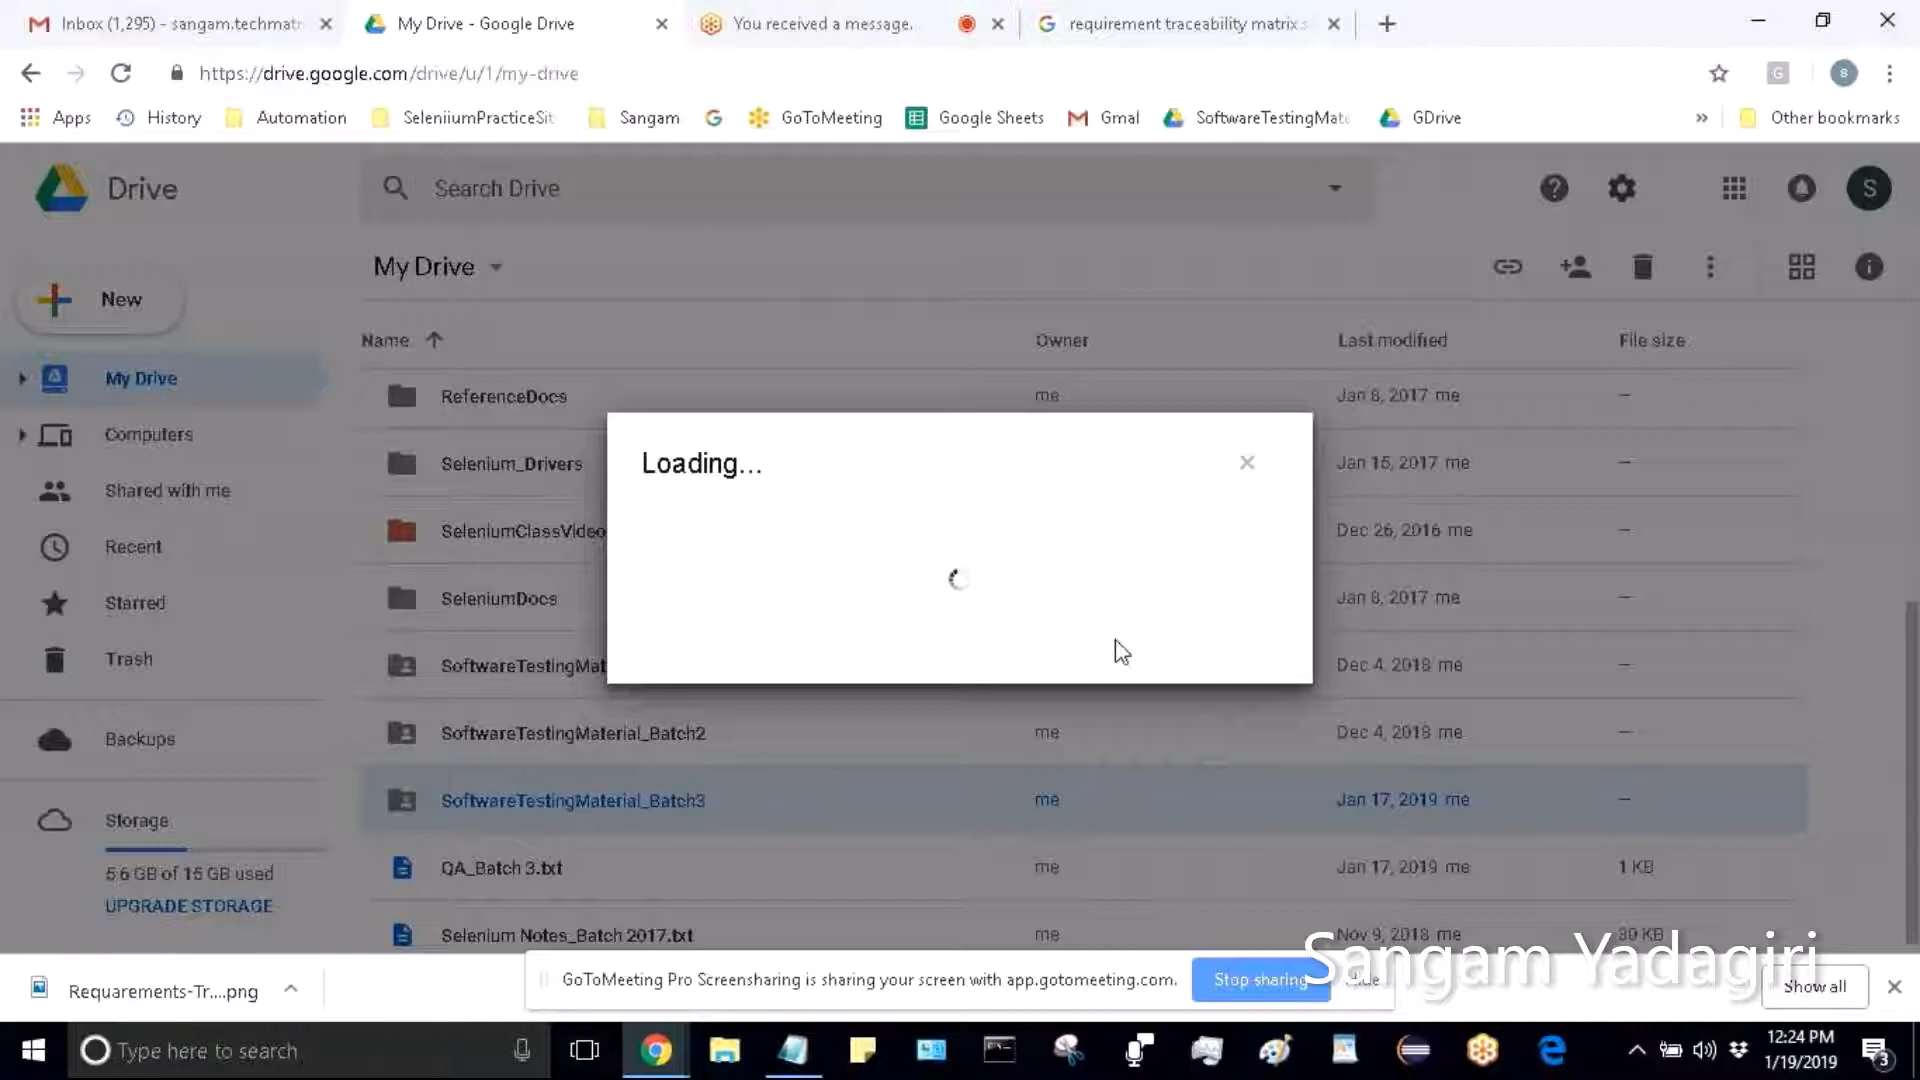 Inbox (1,295) - sangam.techmatr
My Drive - Google Drive
You received a message.
requirement traceability matrix s
https://drive.google.com/drive/u/1/my-drive
G
s
Apps
History
Automation
SeleniiumPracticeSit
Sangam
GoToMeeting
Google Sheets
Gmal
SoftwareTestingMate
GDrive
»
Other bookmarks
Drive
Search Drive
S
My Drive
New
My Drive
Computers
Shared with me
Recent
Starred
Trash
Backups
Storage
5.6 GB of 15 GB used
UPGRADE STORAGE
Name
Owner
Last modified
File size
ReferenceDocs
me
Jan 8, 2017 me
—
Selenium_Drivers
Jan 15, 2017 me
—
SeleniumClassVideo
Dec 26, 2016 me
—
SeleniumDocs
Jan 8, 2017 me
—
SoftwareTestingMat
Dec 4, 2018 me
—
SoftwareTestingMaterial_Batch2
me
Dec 4, 2018 me
—
SoftwareTestingMaterial_Batch3
me
Jan 17, 2019 me
—
QA_Batch 3.txt
me
Jan 17, 2019 me
1 KB
Selenium Notes_Batch 2017.txt
me
Nov 9, 2018 me
30 KB
Loading...
Requarements-Tr....png
GoToMeeting Pro Screensharing is sharing your screen with app.gotomeeting.com.
Stop sharing
Hide
Sangam Yadagiri
Show all
Type here to search
12:24 PM
1/19/2019
3